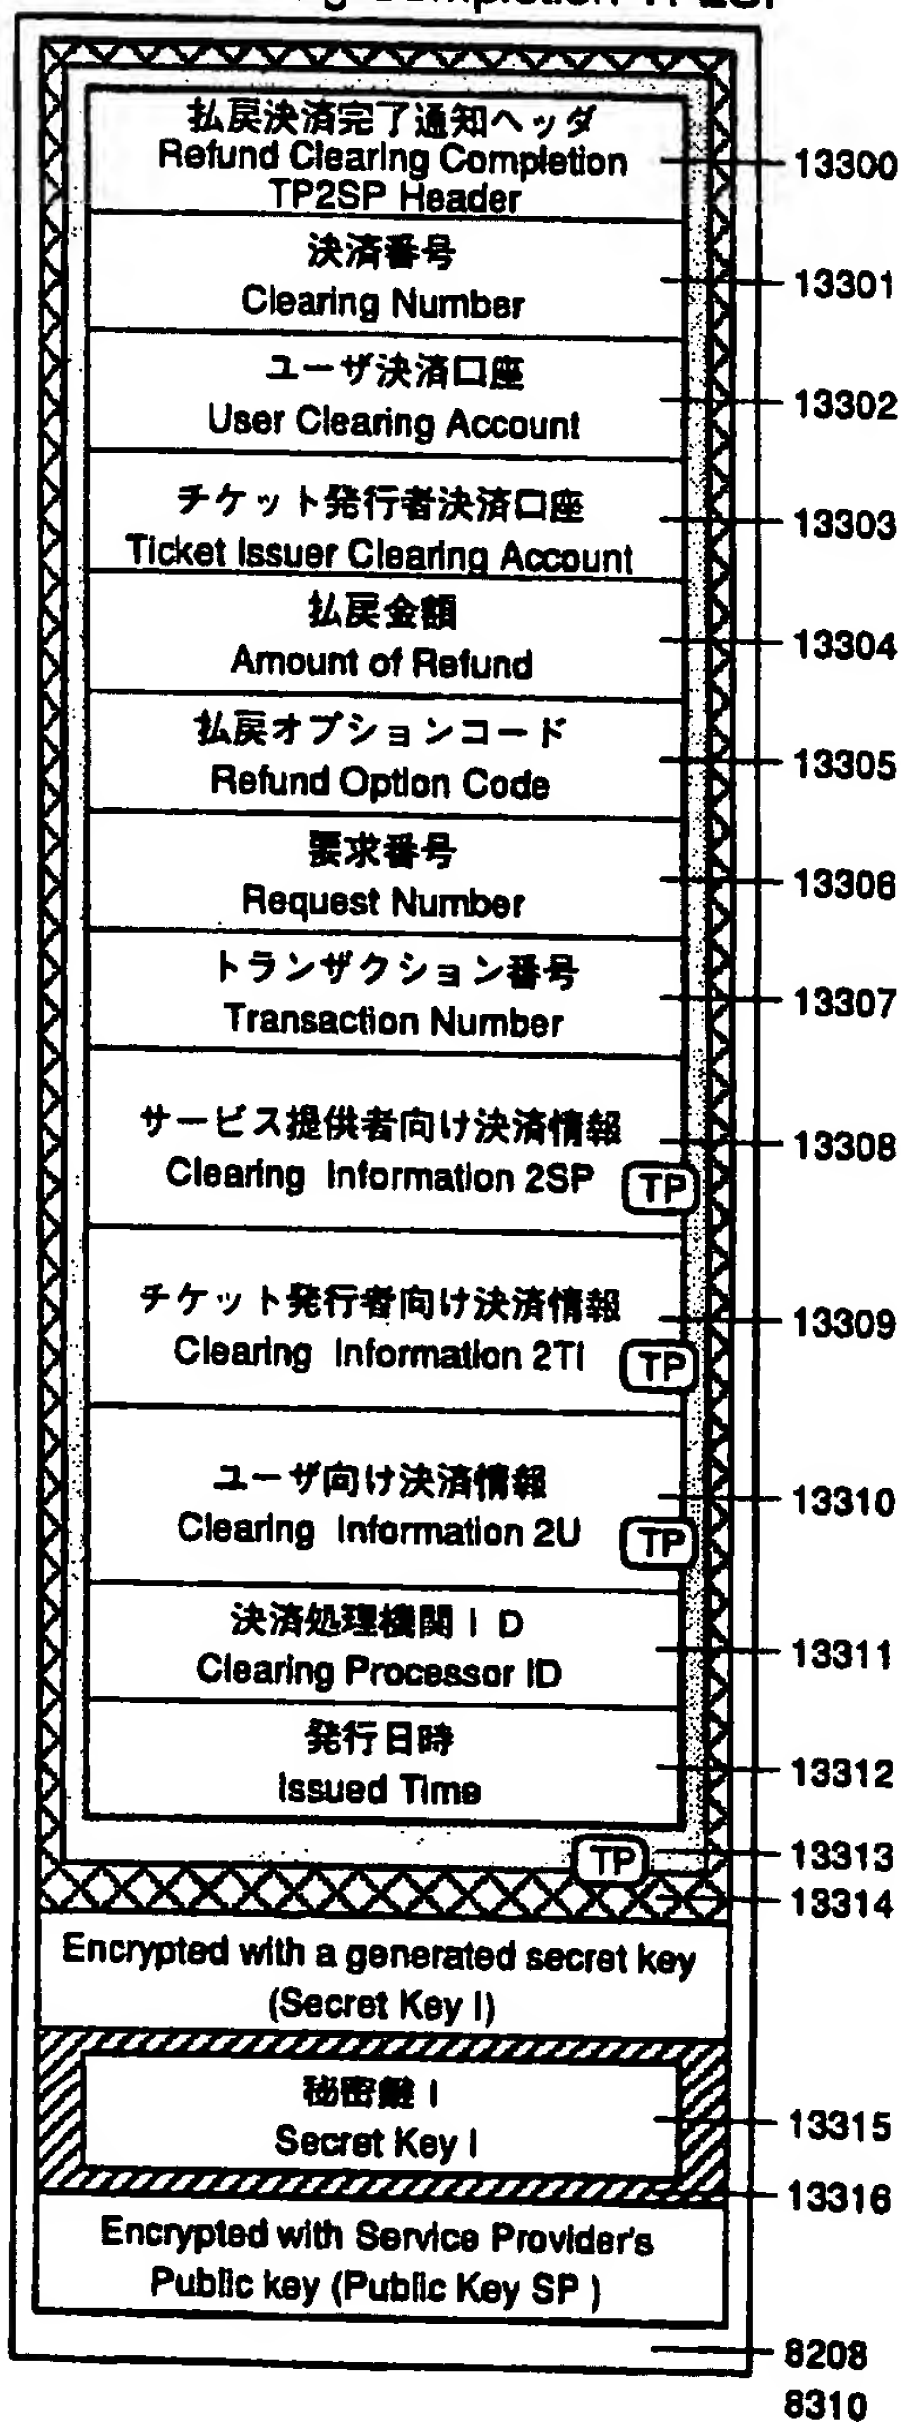 Completion TP2SP
払戻決済完了通知ヘッダ
Refund Clearing Completion
TP2SP Header
13300
決済番号
Clearing Number
13301
ユーザ決済口座
User Clearing Account
13302
チケット発行者決済口座
Ticket Issuer Clearing Account
13303
払戻金額
Amount of Refund
13304
払戻オプションコード
Refund Option Code
13305
要求番号
Request Number
13306
トランザクション番号
Transaction Number
13307
サービス提供者向け決済情報
Clearing Information 2SP
TP
13308
チケット発行者向け決済情報
Clearing Information 2TI
TP
13309
ユーザ向け決済情報
Clearing Information 2U
TP
13310
決済処理機関ID
Clearing Processor ID
13311
発行日時
Issued Time
13312
TP
13313
13314
Encrypted with a generated secret key
(Secret Key I)
秘密鍵 I
Secret Key I
13315
13316
Encrypted with Service Provider's
Public key (Public Key SP )
8208
8310